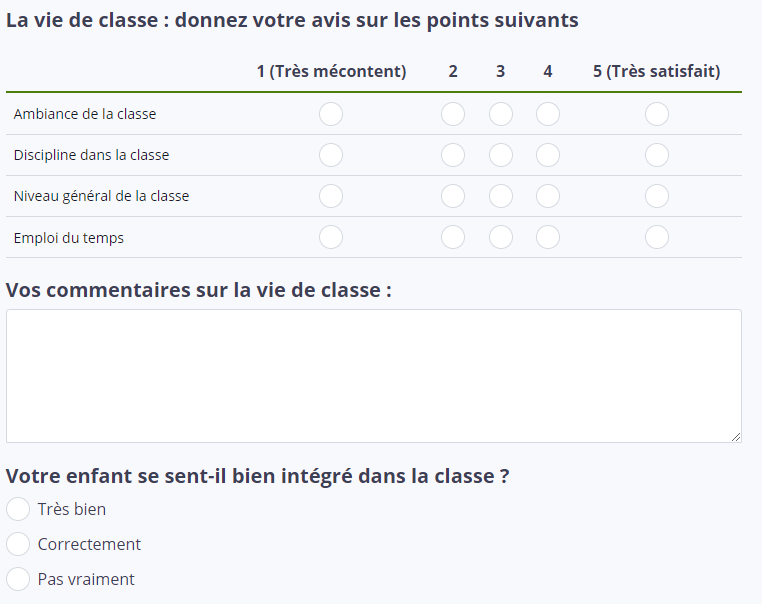 La vie de classe : donnez votre avis sur les points suivants
1 (Très mécontent) 2 3 4 5 (Très satisfait)
Ambiance de la classe
Discipline dans la classe
Niveau général de la classe
Emploi du temps
Vos commentaires sur la vie de classe :
Votre enfant se sent-il bien intégré dans la classe ?
Très bien
Correctement
Pas vraiment